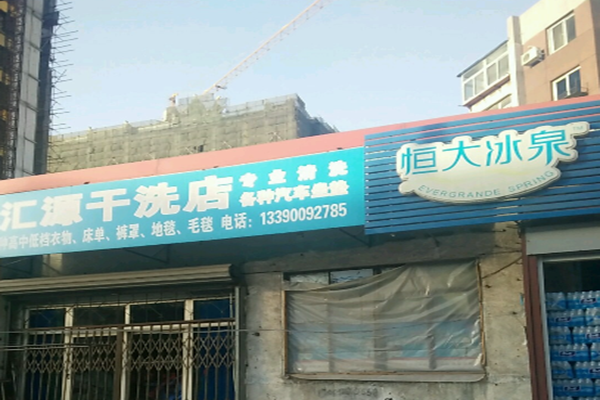 汇源干洗店
专业清洗
各种汽车坐垫
高中低档衣物、床单、裤罩、地毯、毛毯 电话：13390092785
恒大冰泉
EVERGRANDE SPRING